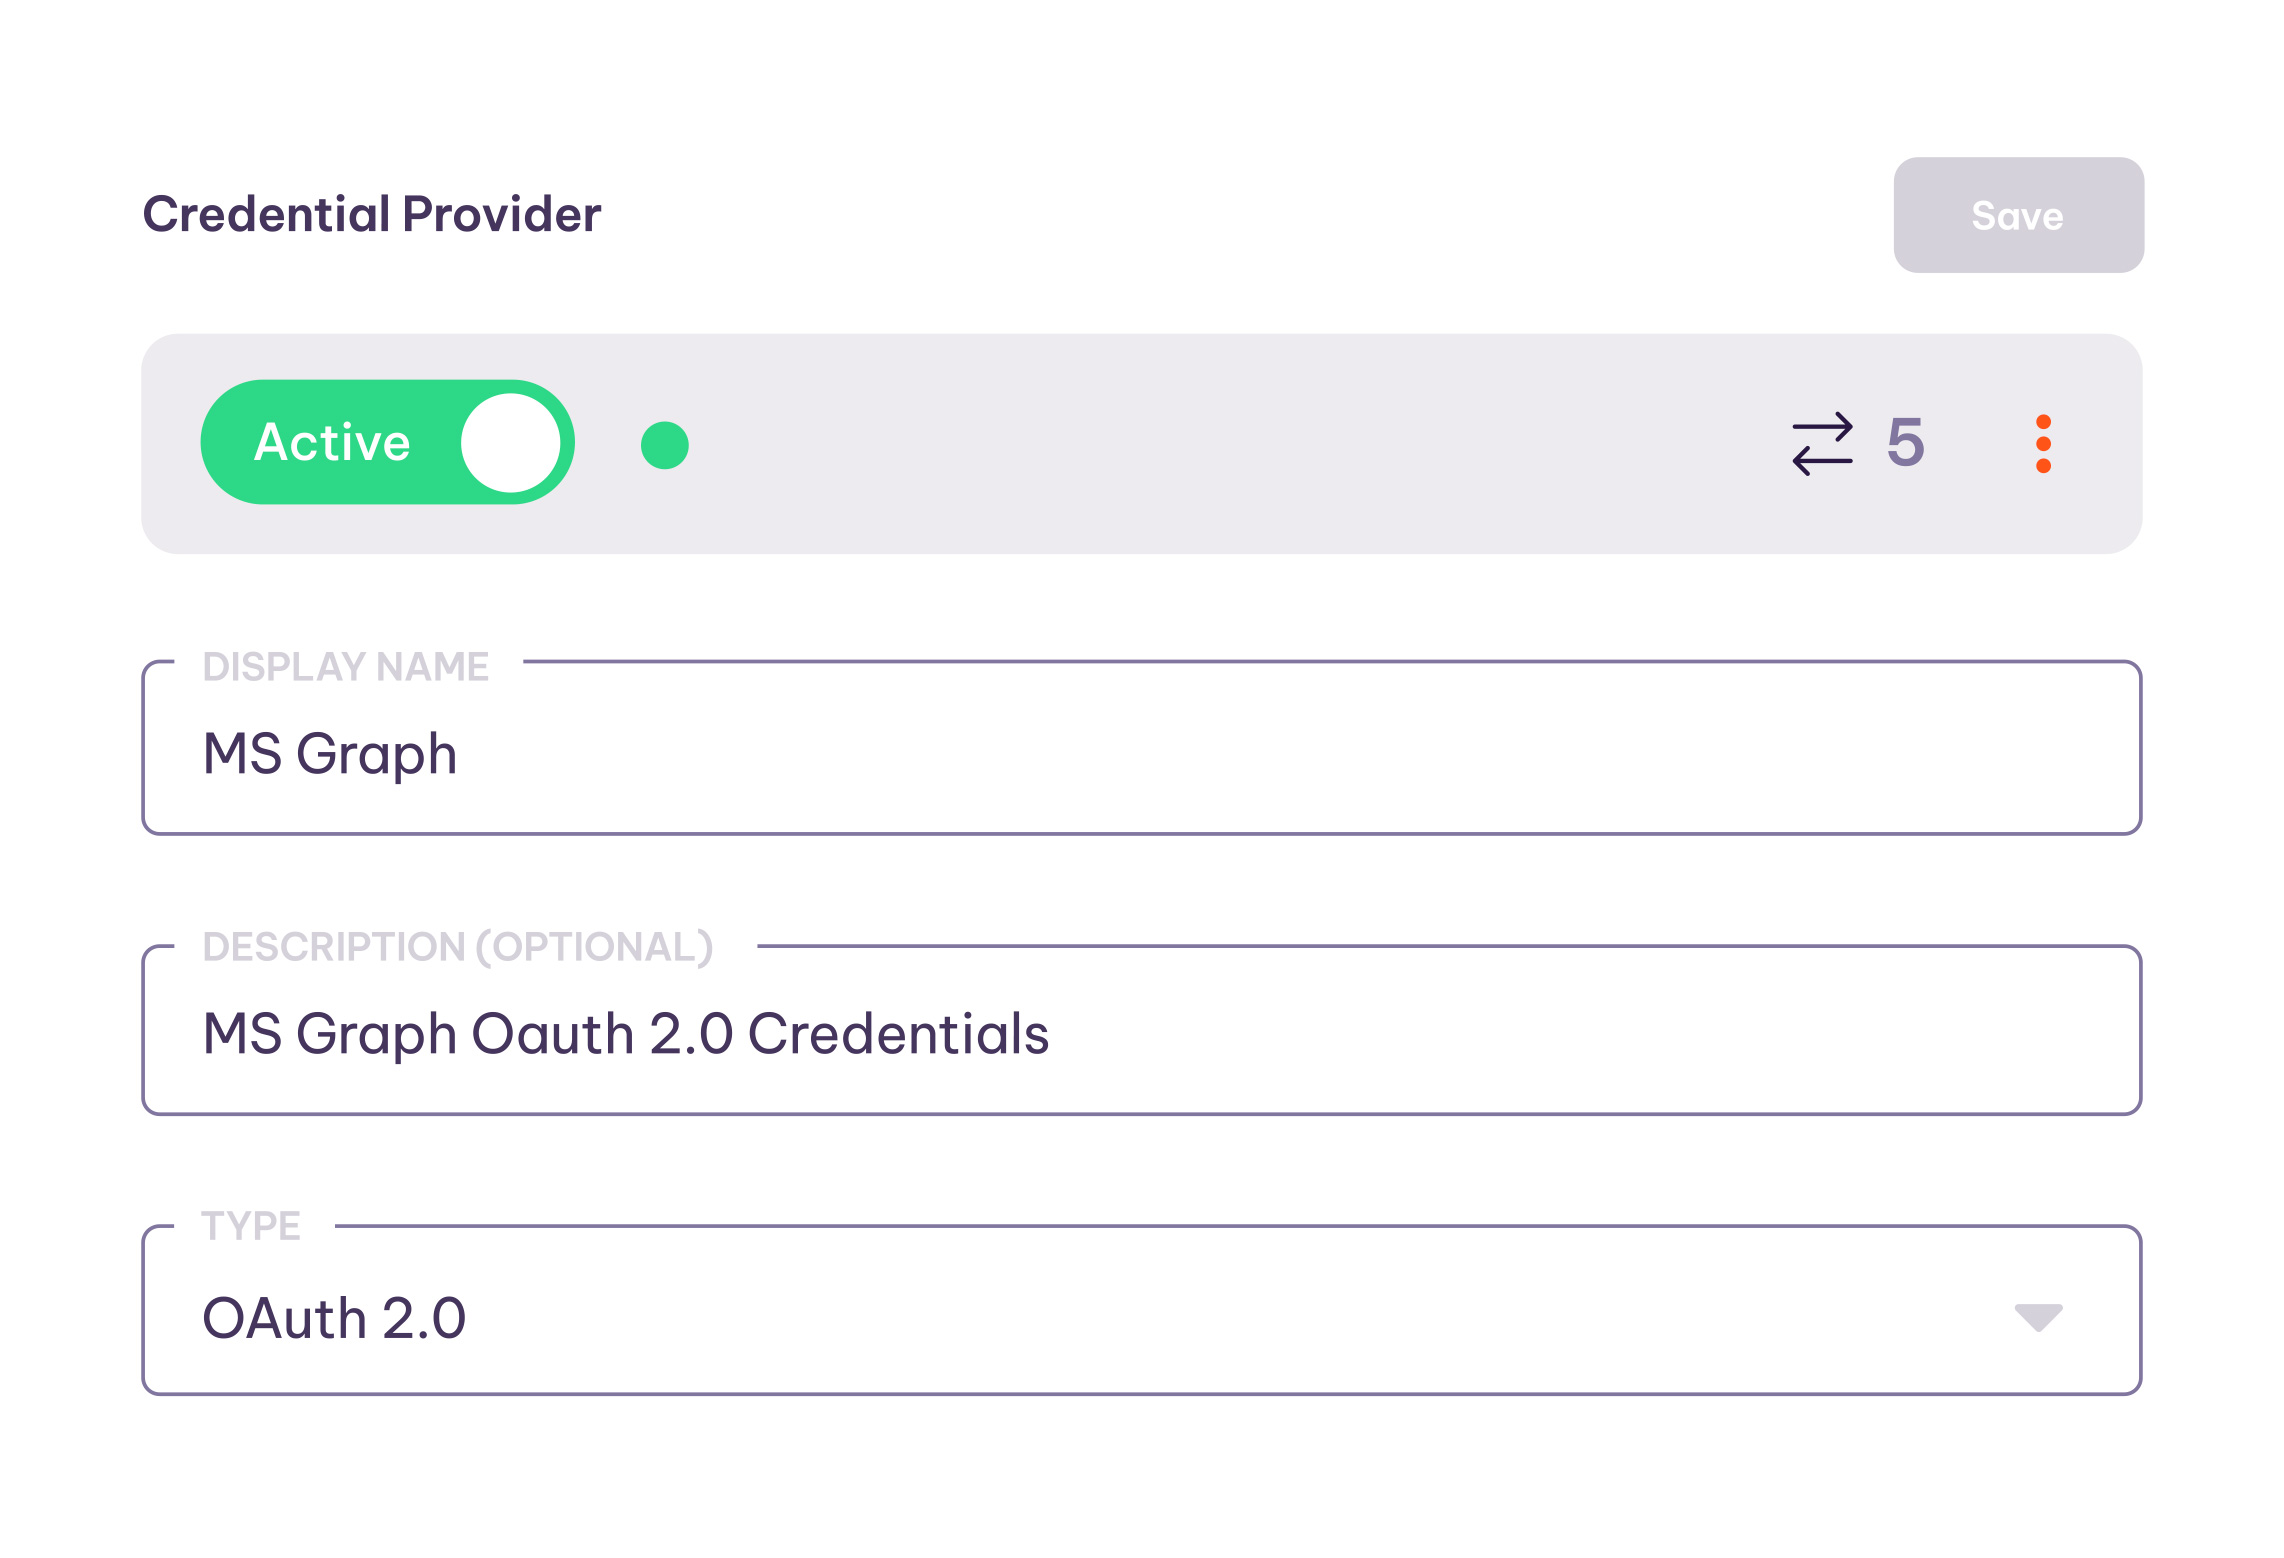 Credential Provider
Save
Active
5
DISPLAY NAME
MS Graph
DESCRIPTION (OPTIONAL)
MS Graph Oauth 2.0 Credentials
TYPE
OAuth 2.0